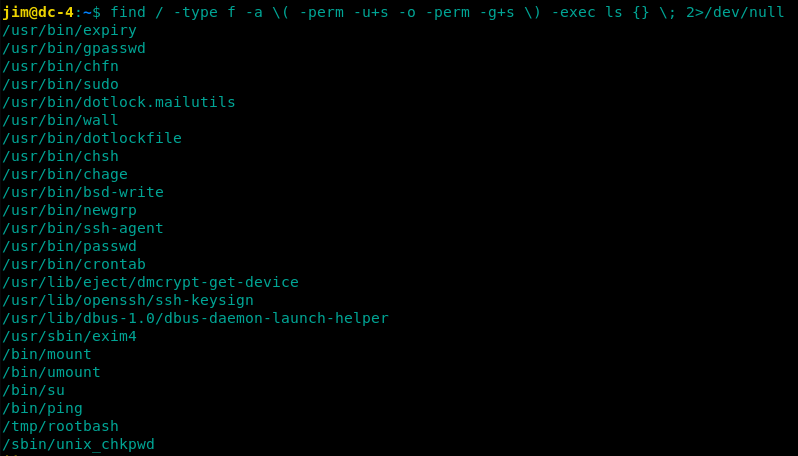 jim@dc-4:~$ find / -type f -a \( -perm -u+s -o -perm -g+s \) -exec ls {} \; 2>/dev/null
/usr/bin/expiry
/usr/bin/gpasswd
/usr/bin/chfn
/usr/bin/sudo
/usr/bin/dotlock.mailutils
/usr/bin/wall
/usr/bin/dotlockfile
/usr/bin/chsh
/usr/bin/chage
/usr/bin/bsd-write
/usr/bin/newgrp
/usr/bin/ssh-agent
/usr/bin/passwd
/usr/bin/crontab
/usr/lib/eject/dmcrypt-get-device
/usr/lib/openssh/ssh-keysign
/usr/lib/dbus-1.0/dbus-daemon-launch-helper
/usr/sbin/exim4
/bin/mount
/bin/umount
/bin/su
/bin/ping
/tmp/rootbash
/sbin/unix_chkpwd